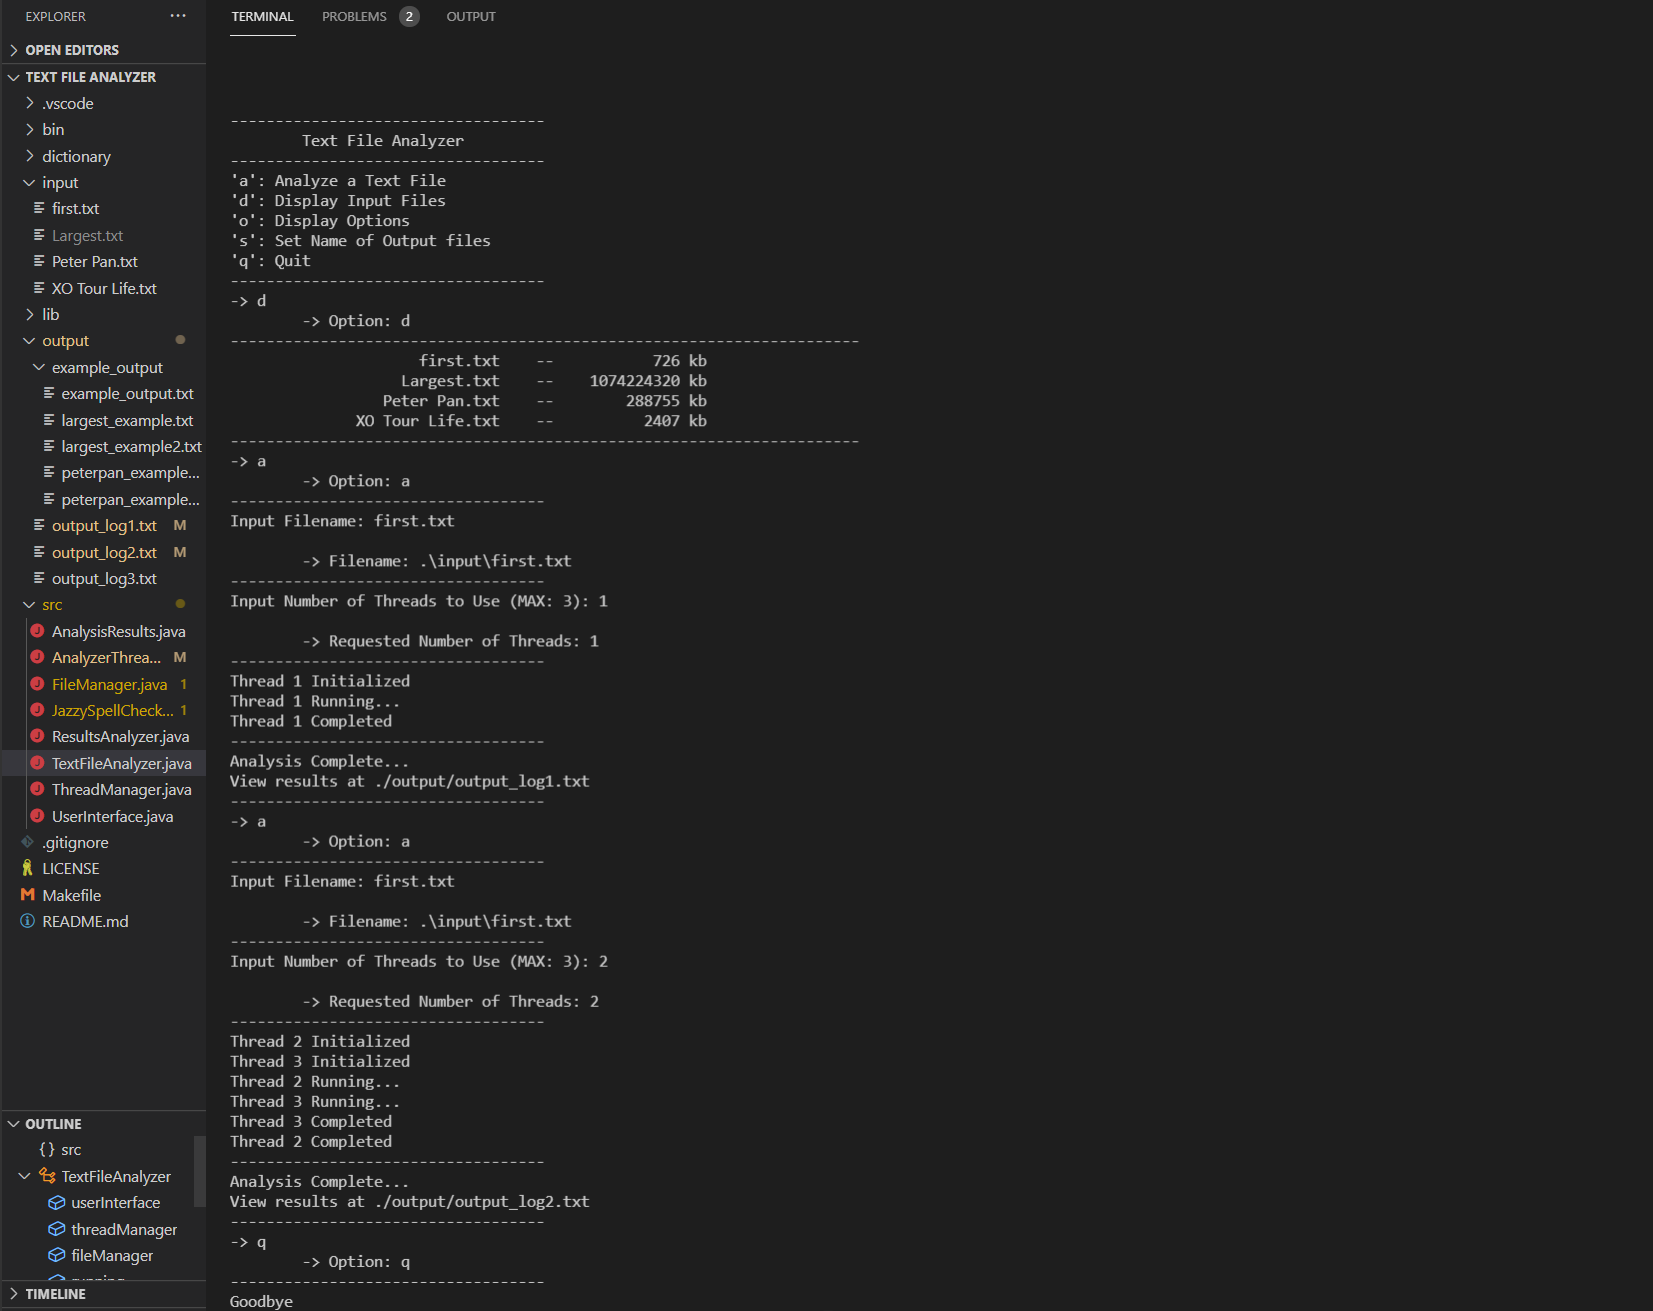 EXPLORER ...
OPEN EDITORS
TEXT FILE ANALYZER
.vscode
bin
dictionary
input
first.txt
Largest.txt
Peter Pan.txt
XO Tour Life.txt
lib
output
example_output
example_output.txt
largest_example.txt
largest_example2.txt
peterpan_example...
peterpan_example...
output_log1.txt M
output_log2.txt M
output_log3.txt
src
AnalysisResults.java
AnalyzerThrea... M
FileManager.java 1
JazzySpellCheck... 1
ResultsAnalyzer.java
TextFileAnalyzer.java
ThreadManager.java
UserInterface.java
.gitignore
LICENSE
Makefile
README.md
OUTLINE
{} src
TextFileAnalyzer
userInterface
threadManager
fileManager
TIMELINE
TERMINAL PROBLEMS 2 OUTPUT
-----------------------------------
Text File Analyzer
-----------------------------------
'a': Analyze a Text File
'd': Display Input Files
'o': Display Options
's': Set Name of Output files
'q': Quit
-----------------------------------
-> d
-> Option: d
----------------------------------------------------------------------
first.txt -- 726 kb
Largest.txt -- 1074224320 kb
Peter Pan.txt -- 288755 kb
XO Tour Life.txt -- 2407 kb
----------------------------------------------------------------------
-> a
-> Option: a
-----------------------------------
Input Filename: first.txt
-> Filename: .\input\first.txt
-----------------------------------
Input Number of Threads to Use (MAX: 3): 1
-> Requested Number of Threads: 1
-----------------------------------
Thread 1 Initialized
Thread 1 Running...
Thread 1 Completed
-----------------------------------
Analysis Complete...
View results at ./output/output_log1.txt
-----------------------------------
-> a
-> Option: a
-----------------------------------
Input Filename: first.txt
-> Filename: .\input\first.txt
-----------------------------------
Input Number of Threads to Use (MAX: 3): 2
-> Requested Number of Threads: 2
-----------------------------------
Thread 2 Initialized
Thread 3 Initialized
Thread 2 Running...
Thread 3 Running...
Thread 3 Completed
Thread 2 Completed
-----------------------------------
Analysis Complete...
View results at ./output/output_log2.txt
-----------------------------------
-> q
-> Option: q
-----------------------------------
Goodbye